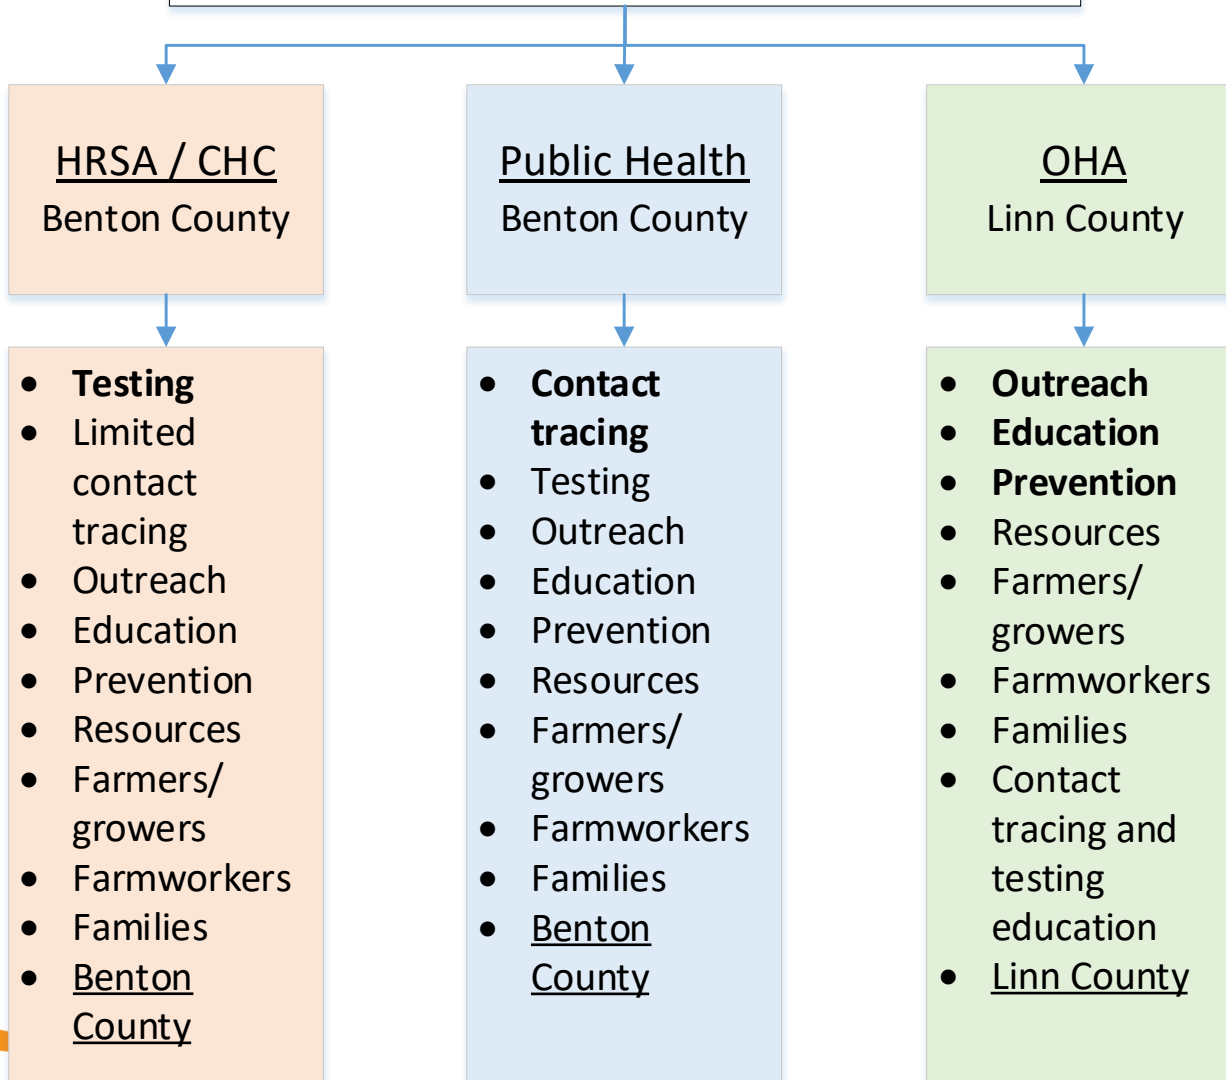 HRSA / CHC
Benton County
Public Health
Benton County
OHA
Linn County
• Testing
• Limited
contact
tracing
• Outreach
• Education
• Prevention
• Resources
• Farmers/
growers
• Farmworkers
• Families
• Benton
County
• Contact
tracing
• Testing
• Outreach
• Education
• Prevention
• Resources
• Farmers/
growers
• Farmworkers
• Families
• Benton
County
• Outreach
• Education
• Prevention
• Resources
• Farmers/
growers
• Farmworkers
• Families
• Contact
tracing and
testing
education
• Linn County